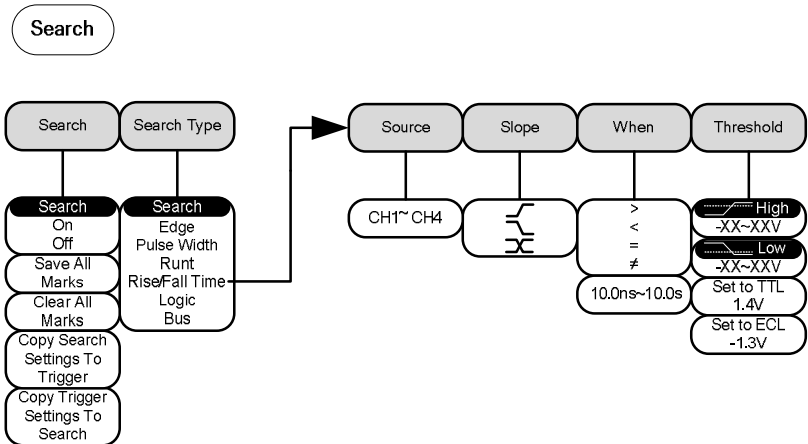 Search
Search
Search Type
Source
Slope
When
Threshold
Search
On
Off
Save All
Marks
Clear All
Marks
Copy Search
Settings To
Trigger
Copy Trigger
Settings To
Search
Search
Edge
Pulse Width
Runt
Rise/Fall Time
Logic
Bus
CH1~ CH4
>
<
=
≠
10.0ns~10.0s
High
-XX~XXV
Low
-XX~XXV
Set to TTL
1.4V
Set to ECL
-1.3V